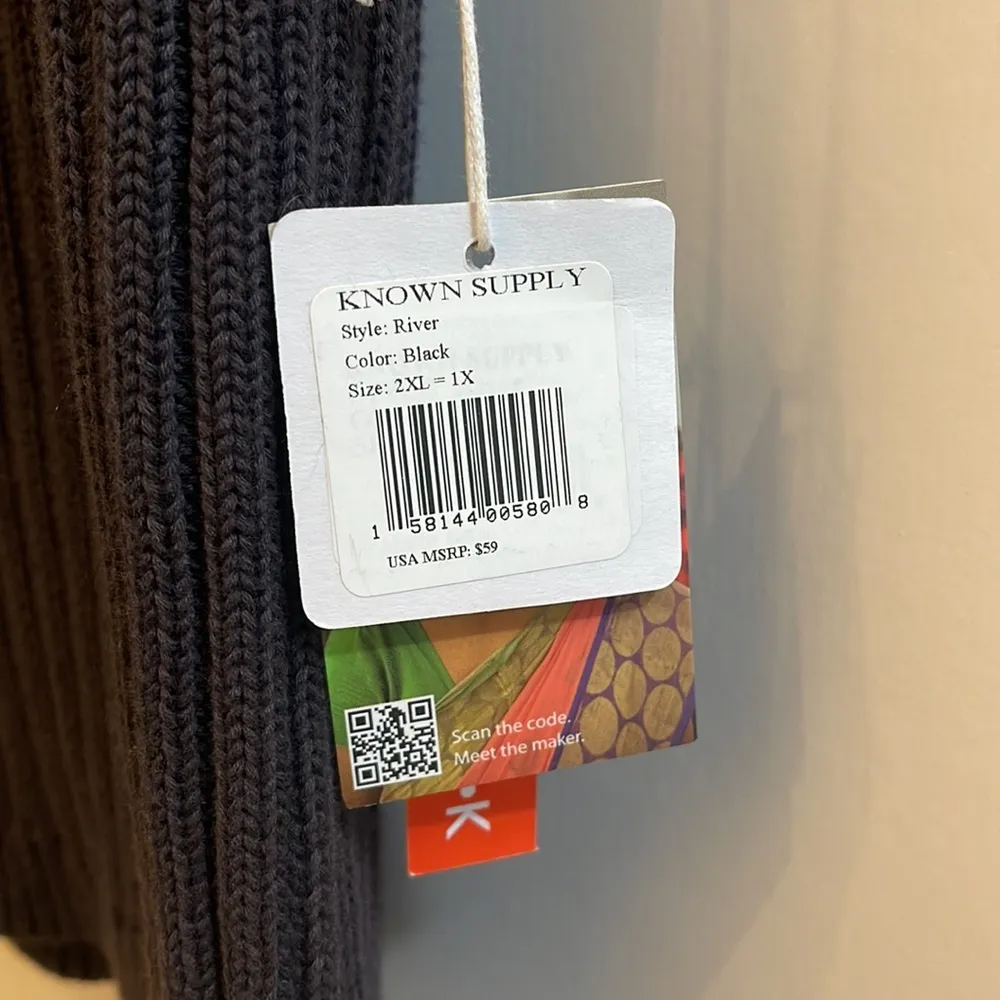 KNOWN SUPPLY
Style: River
Color: Black
Size: 2XL = 1X
1 58144 00580 8
USA MSRP: $59
Scan the code.
Meet the maker.
K